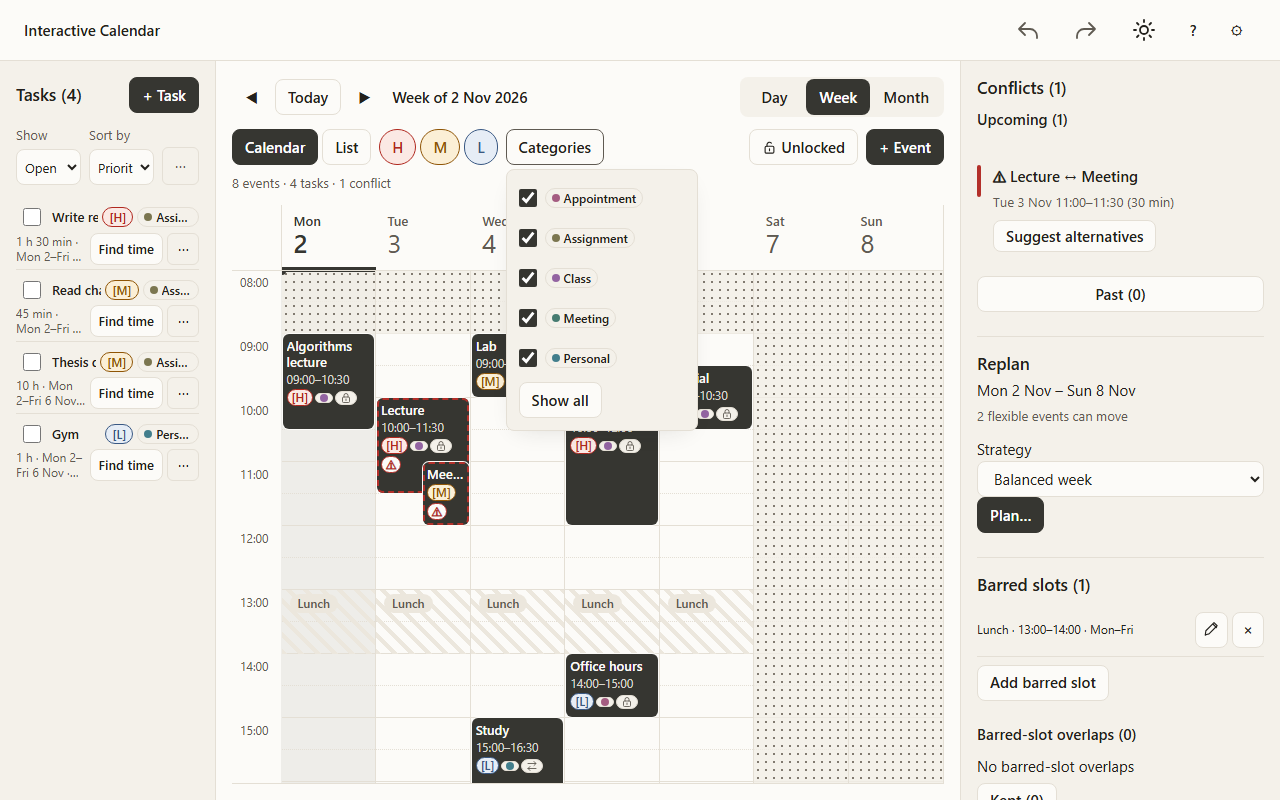 Interactive Calendar
?
Tasks (4)
+ Task
Show
Sort by
Open
Priorit
...
Write re [H] Assi...
1 h 30 min ·
Mon 2–Fri ...
Find time
...
Read cha [M] Ass...
45 min ·
Mon 2–Fri ...
Find time
...
Thesis c [M] Assi...
10 h · Mon
2–Fri 6 Nov...
Find time
...
Gym [L] Pers...
1 h · Mon 2–
Fri 6 Nov ·...
Find time
...
◀ Today ▶ Week of 2 Nov 2026
Day Week Month
Calendar List H M L Categories
Unlocked
+ Event
8 events · 4 tasks · 1 conflict
Appointment
Assignment
Class
Meeting
Personal
Show all
Mon
2
Tue
3
Wed
4
Sat
7
Sun
8
08:00
09:00
10:00
11:00
12:00
13:00
14:00
15:00
Algorithms
lecture
09:00–10:30
[H]
Lecture
10:00–11:30
[H]
Mee...
[M]
Lab
09:00
[M]
[H]
ial
10:30
Lunch
Lunch
Lunch
Lunch
Lunch
Office hours
14:00–15:00
[L]
Study
15:00–16:30
[L]
Conflicts (1)
Upcoming (1)
⚠ Lecture ↔ Meeting
Tue 3 Nov 11:00–11:30 (30 min)
Suggest alternatives
Past (0)
Replan
Mon 2 Nov – Sun 8 Nov
2 flexible events can move
Strategy
Balanced week
Plan...
Barred slots (1)
Lunch · 13:00–14:00 · Mon–Fri
×
Add barred slot
Barred-slot overlaps (0)
No barred-slot overlaps
Kept (0)